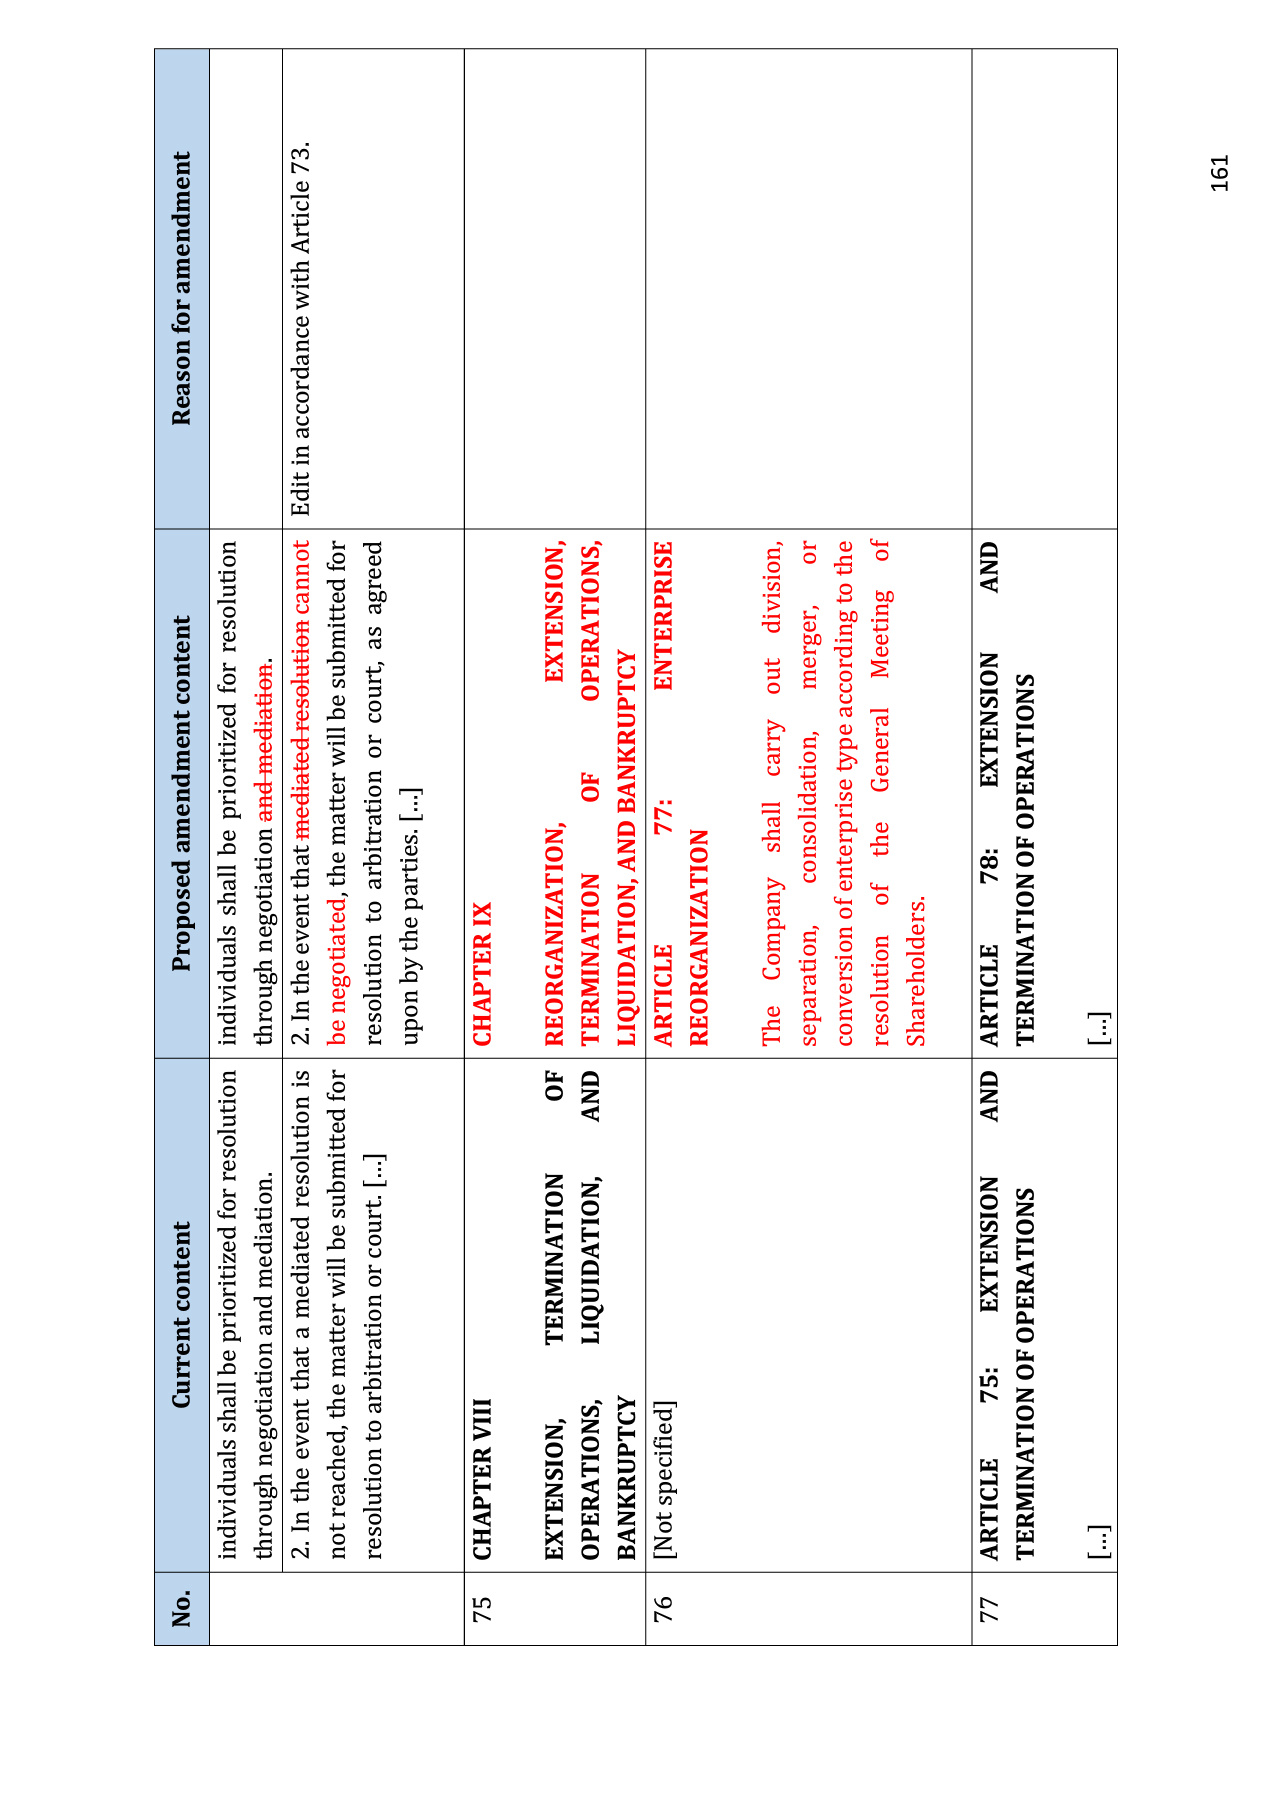 No.
Current content
Proposed amendment content
Reason for amendment
individuals shall be prioritized for resolution
through negotiation and mediation.
individuals shall be prioritized for resolution
through negotiation and mediation.
2. In the event that a mediated resolution is
not reached, the matter will be submitted for
resolution to arbitration or court. [...]
2. In the event that mediated resolution cannot
be negotiated, the matter will be submitted for
resolution to arbitration or court, as agreed
upon by the parties. [...]
Edit in accordance with Article 73.
75
CHAPTER VIII
EXTENSION, TERMINATION OF
OPERATIONS, LIQUIDATION, AND
BANKRUPTCY
CHAPTER IX
REORGANIZATION, EXTENSION,
TERMINATION OF OPERATIONS,
LIQUIDATION, AND BANKRUPTCY
76
[Not specified]
ARTICLE 77: ENTERPRISE
REORGANIZATION
The Company shall carry out division,
separation, consolidation, merger, or
conversion of enterprise type according to the
resolution of the General Meeting of
Shareholders.
77
ARTICLE 75: EXTENSION AND
TERMINATION OF OPERATIONS
[...]
ARTICLE 78: EXTENSION AND
TERMINATION OF OPERATIONS
[...]
161